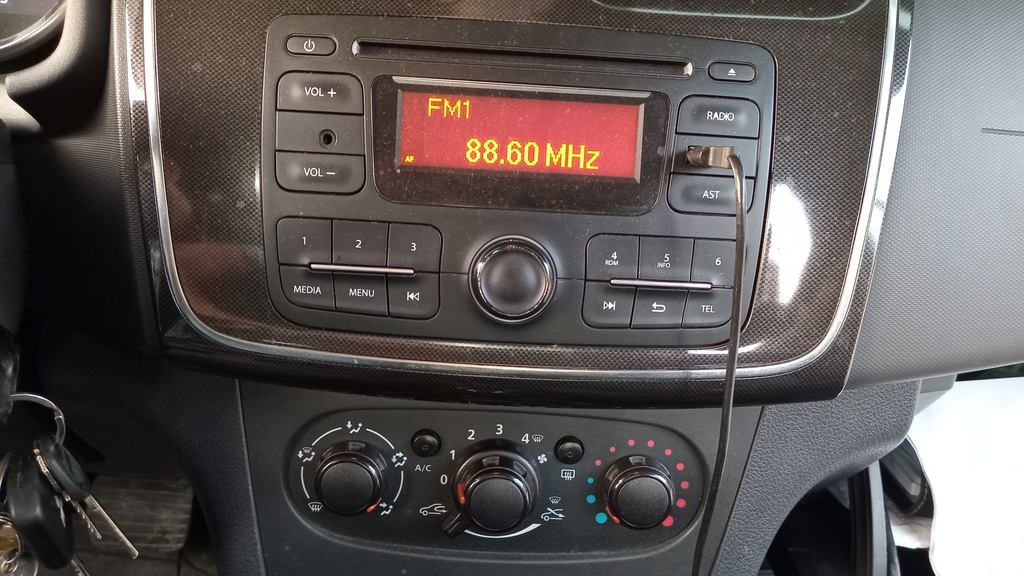 VOL +
FM1
RADIO
88.60 MHz
AF
VOL −
AST
1 2 3
4 5 6
RDM INFO
MEDIA MENU
TEL
0 1 2 3 4
A/C